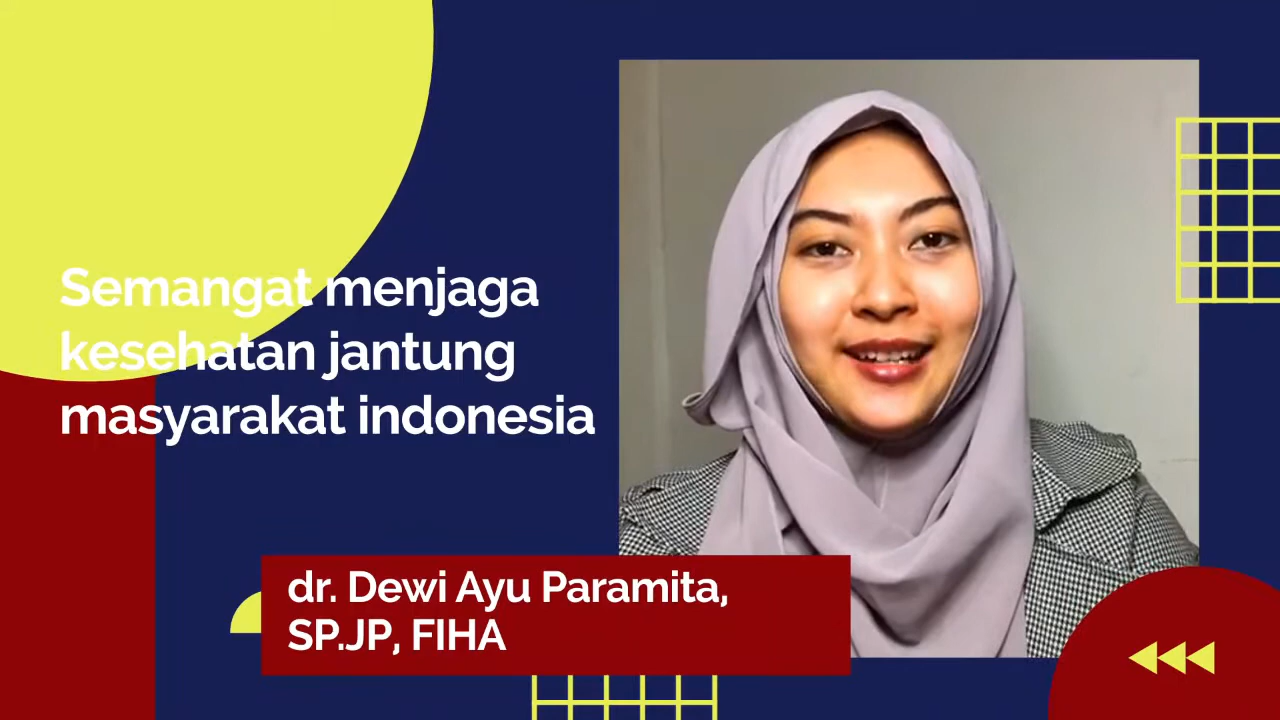 Semangat menjaga
kesehatan jantung
masyarakat indonesia
dr. Dewi Ayu Paramita,
SP.JP, FIHA